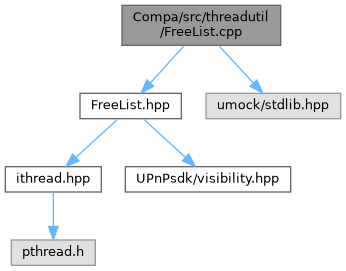 Compa/src/threadutil
/FreeList.cpp
FreeList.hpp
umock/stdlib.hpp
ithread.hpp
UPnPsdk/visibility.hpp
pthread.h